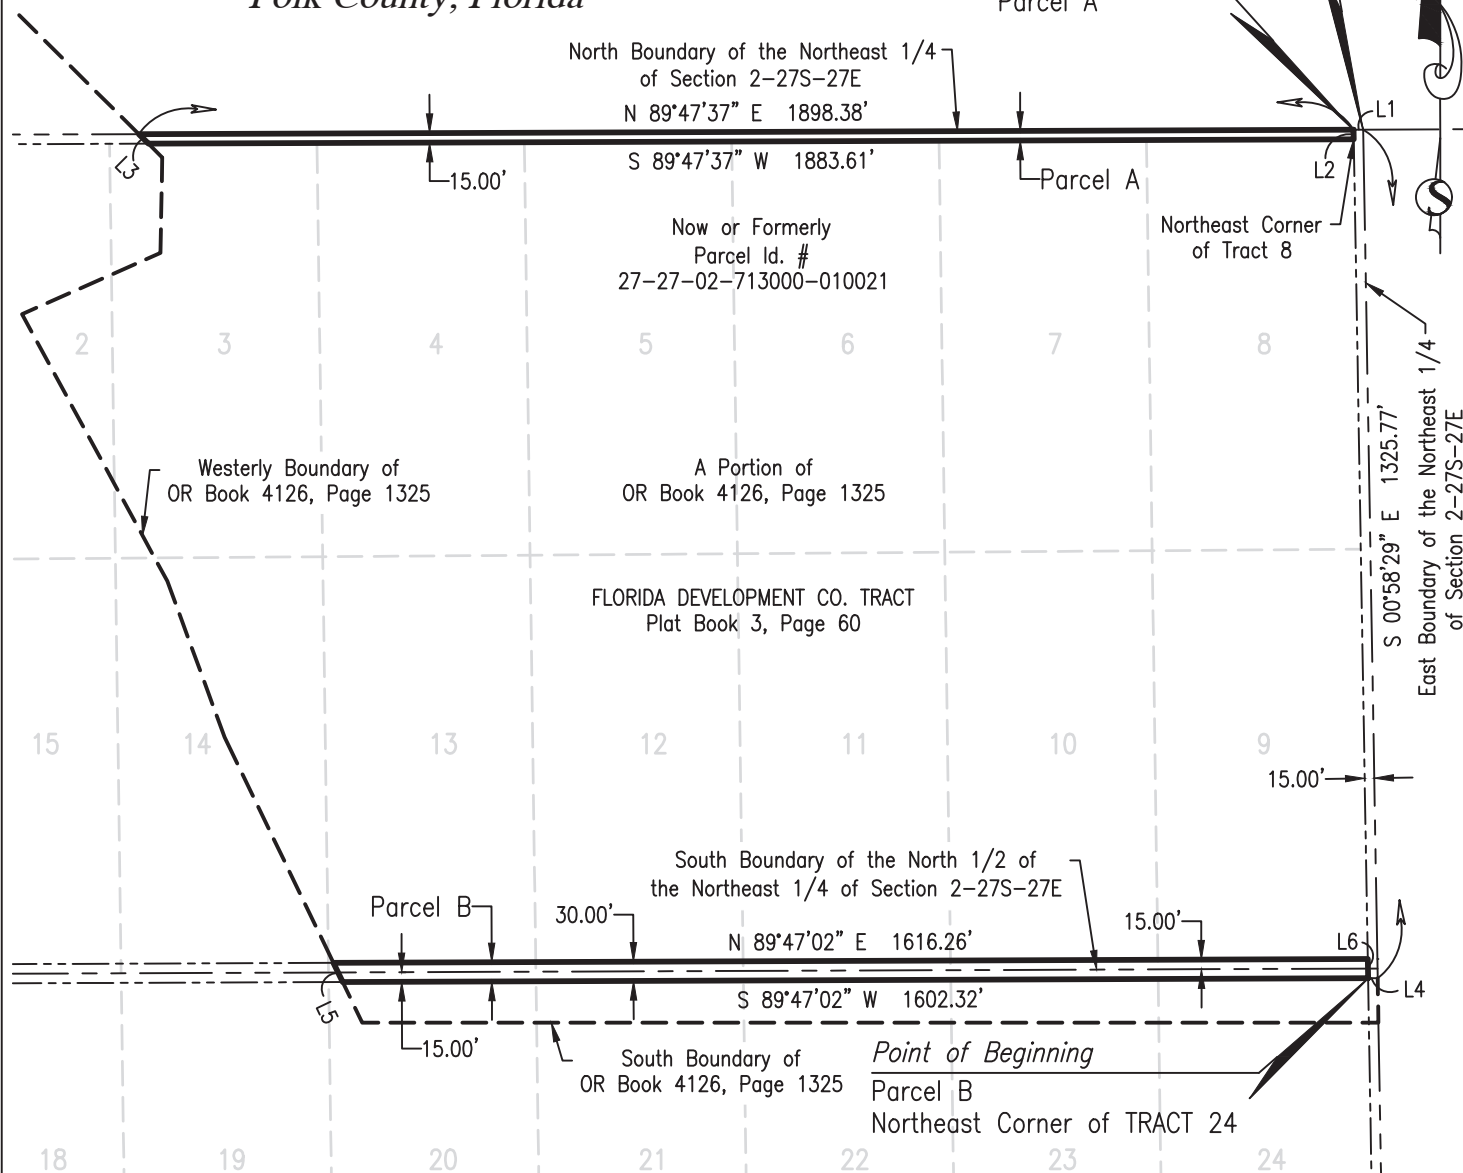 Polk County, Florida
Parcel A
North Boundary of the Northeast 1/4
of Section 2-27S-27E
N 89°47'37" E 1898.38'
L1
S 89°47'37" W 1883.61'
L2
L3
15.00'
Parcel A
S
Northeast Corner
of Tract 8
Now or Formerly
Parcel Id. #
27-27-02-713000-010021
2 3 4 5 6 7 8
East Boundary of the Northeast 1/4
of Section 2-27S-27E
S 00°58'29" E 1325.77'
Westerly Boundary of
OR Book 4126, Page 1325
A Portion of
OR Book 4126, Page 1325
FLORIDA DEVELOPMENT CO. TRACT
Plat Book 3, Page 60
15 14 13 12 11 10 9
15.00'
South Boundary of the North 1/2 of
the Northeast 1/4 of Section 2-27S-27E
Parcel B
30.00'
15.00'
N 89°47'02" E 1616.26'
L6
L4
S 89°47'02" W 1602.32'
L5
15.00'
South Boundary of
OR Book 4126, Page 1325
Point of Beginning
Parcel B
Northeast Corner of TRACT 24
18 19 20 21 22 23 24